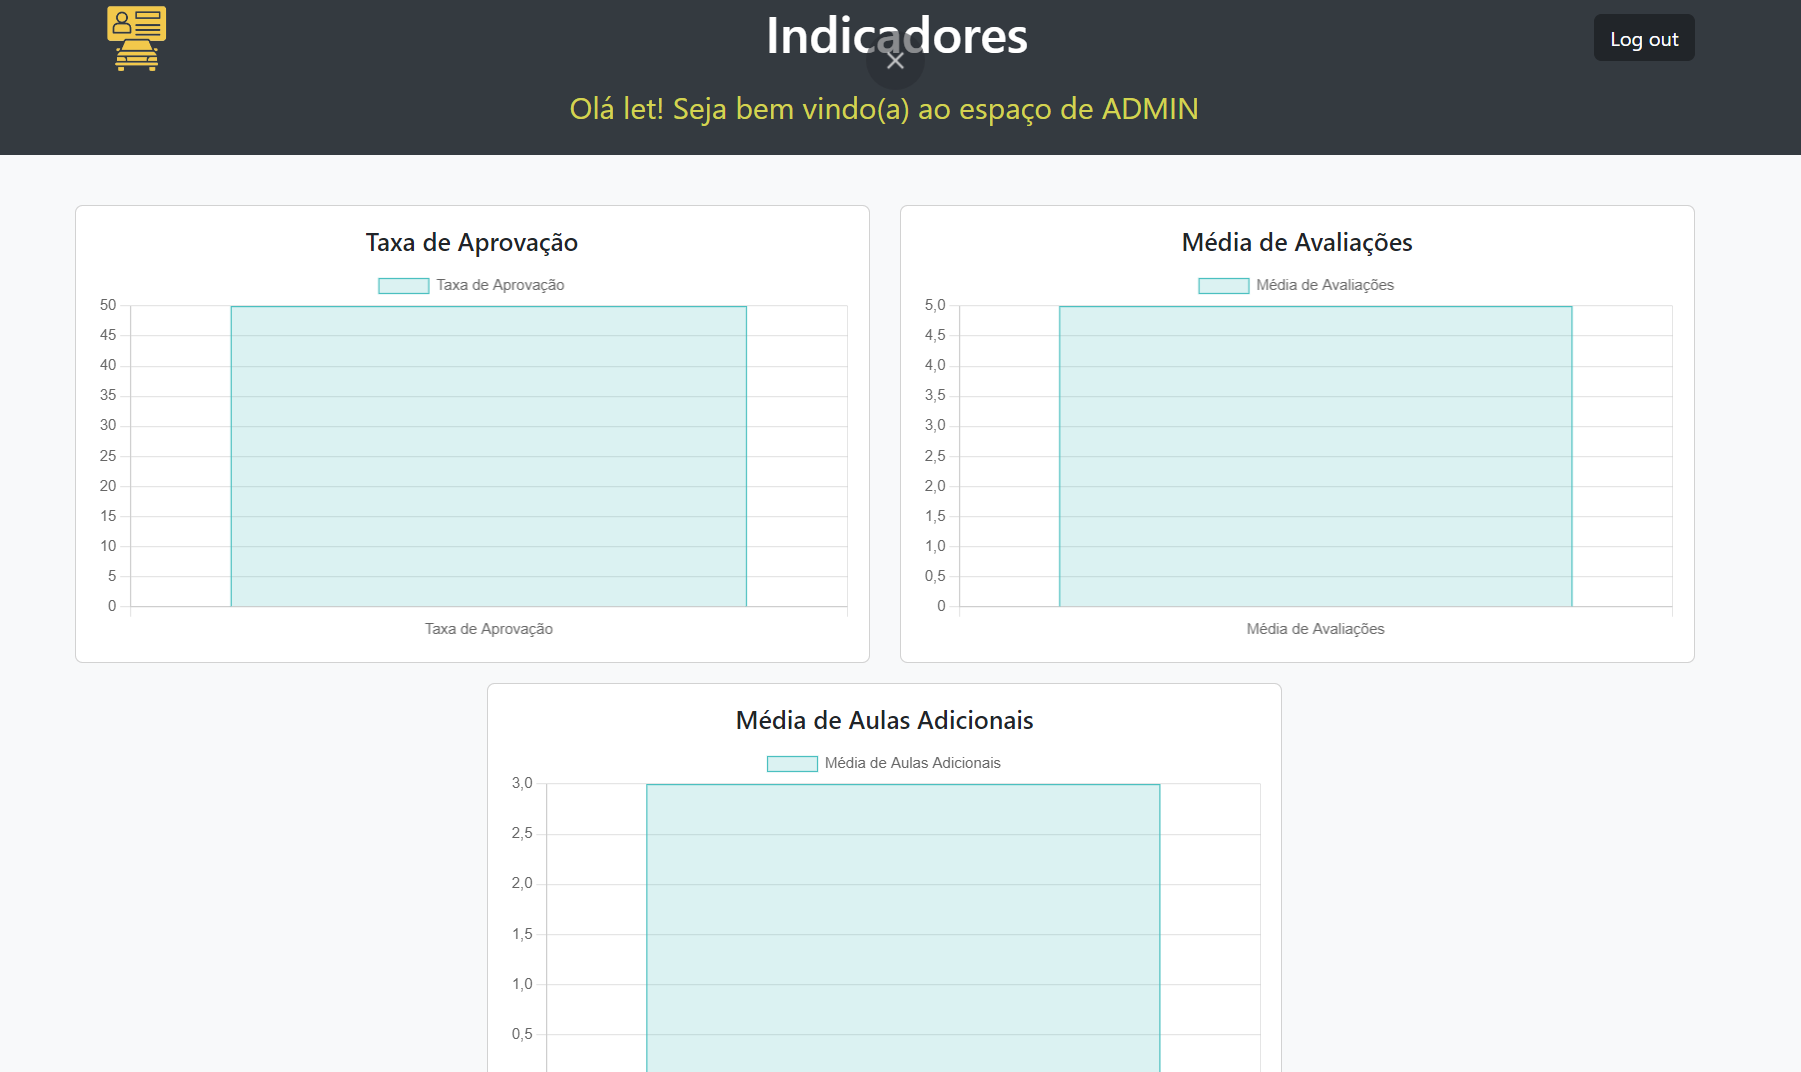 Indicadores
Log out
Olá let! Seja bem vindo(a) ao espaço de ADMIN
Taxa de Aprovação
Taxa de Aprovação
50
45
40
35
30
25
20
15
10
5
0
Taxa de Aprovação
Média de Avaliações
Média de Avaliações
5,0
4,5
4,0
3,5
3,0
2,5
2,0
1,5
1,0
0,5
0
Média de Avaliações
Média de Aulas Adicionais
Média de Aulas Adicionais
3,0
2,5
2,0
1,5
1,0
0,5